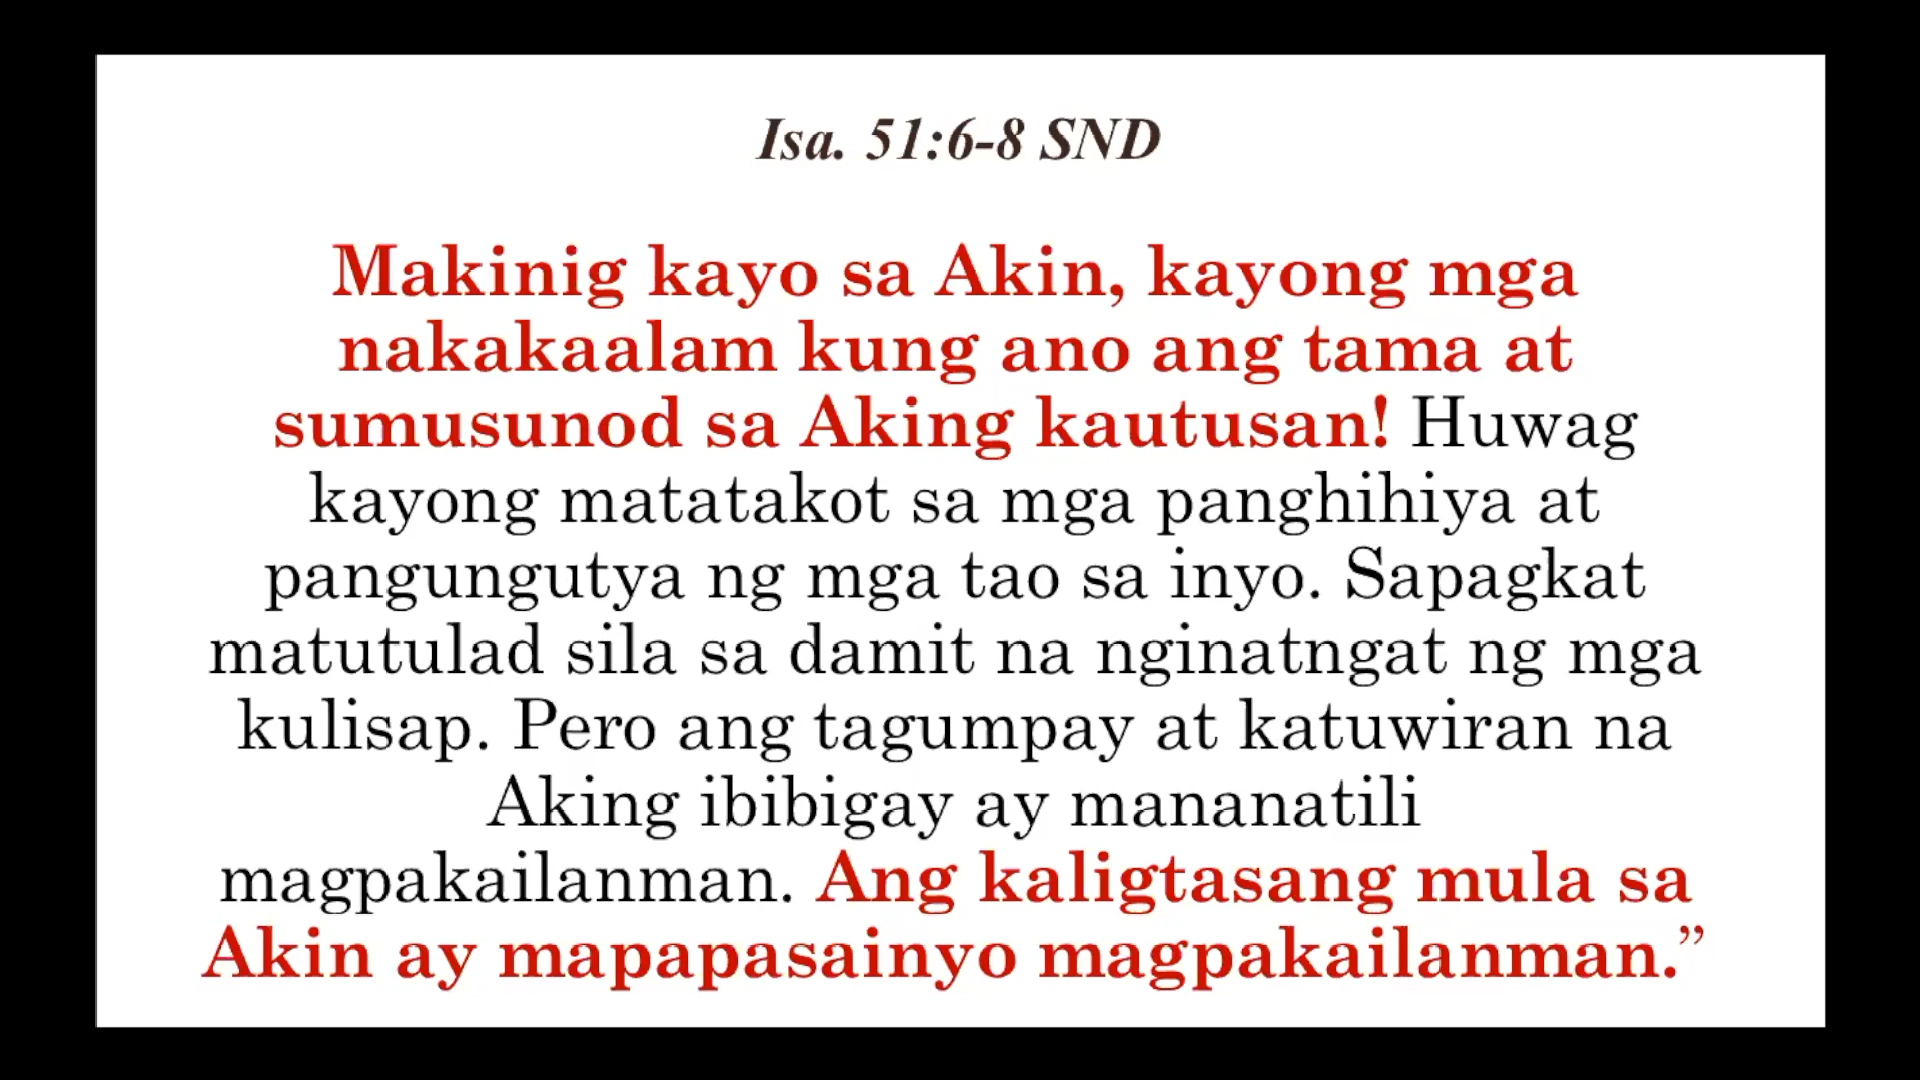 Isa. 51:6-8 SND
Makinig kayo sa Akin, kayong mga
nakakaalam kung ano ang tama at
sumusunod sa Aking kautusan! Huwag
kayong matatakot sa mga panghihiya at
pangungutya ng mga tao sa inyo. Sapagkat
matutulad sila sa damit na nginatngat ng mga
kulisap. Pero ang tagumpay at katuwiran na
Aking ibibigay ay mananatili
magpakailanman. Ang kaligtasang mula sa
Akin ay mapapasainyo magpakailanman.”